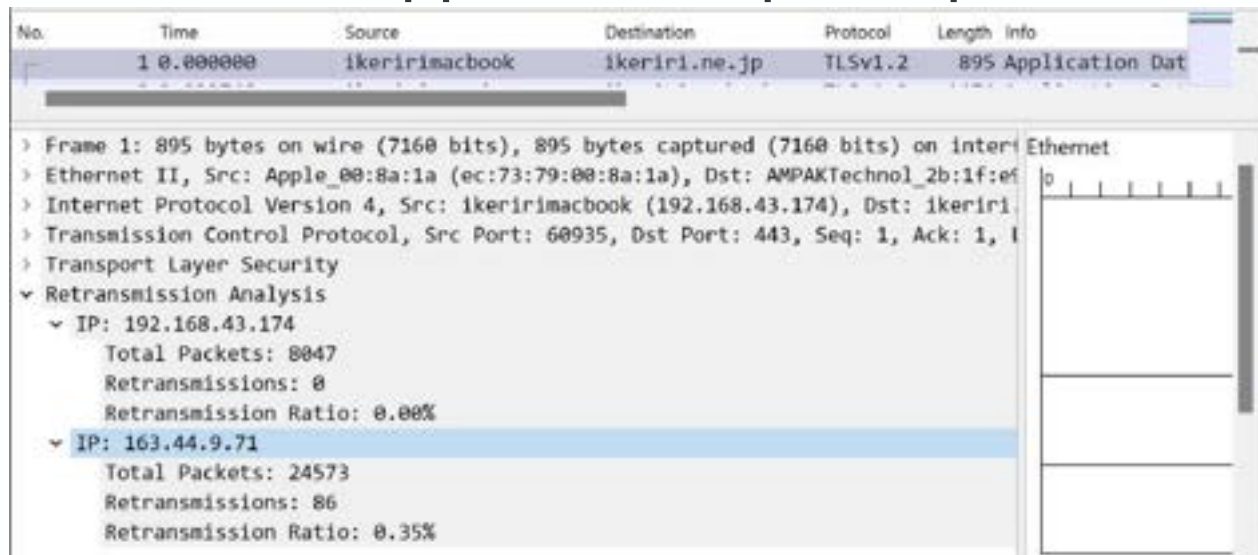 No. Time Source Destination Protocol Length Info
1 0.000000 ikeririmacbook ikeriri.ne.jp TLSv1.2 895 Application Dat
> Frame 1: 895 bytes on wire (7160 bits), 895 bytes captured (7160 bits) on inter
Ethernet
> Ethernet II, Src: Apple_00:8a:1a (ec:73:79:00:8a:1a), Dst: AMPAKTechnol_2b:1f:e
0
> Internet Protocol Version 4, Src: ikeririmacbook (192.168.43.174), Dst: ikeriri.
> Transmission Control Protocol, Src Port: 60935, Dst Port: 443, Seq: 1, Ack: 1,
> Transport Layer Security
Retransmission Analysis
IP: 192.168.43.174
Total Packets: 8047
Retransmissions: 0
Retransmission Ratio: 0.00%
IP: 163.44.9.71
Total Packets: 24573
Retransmissions: 86
Retransmission Ratio: 0.35%